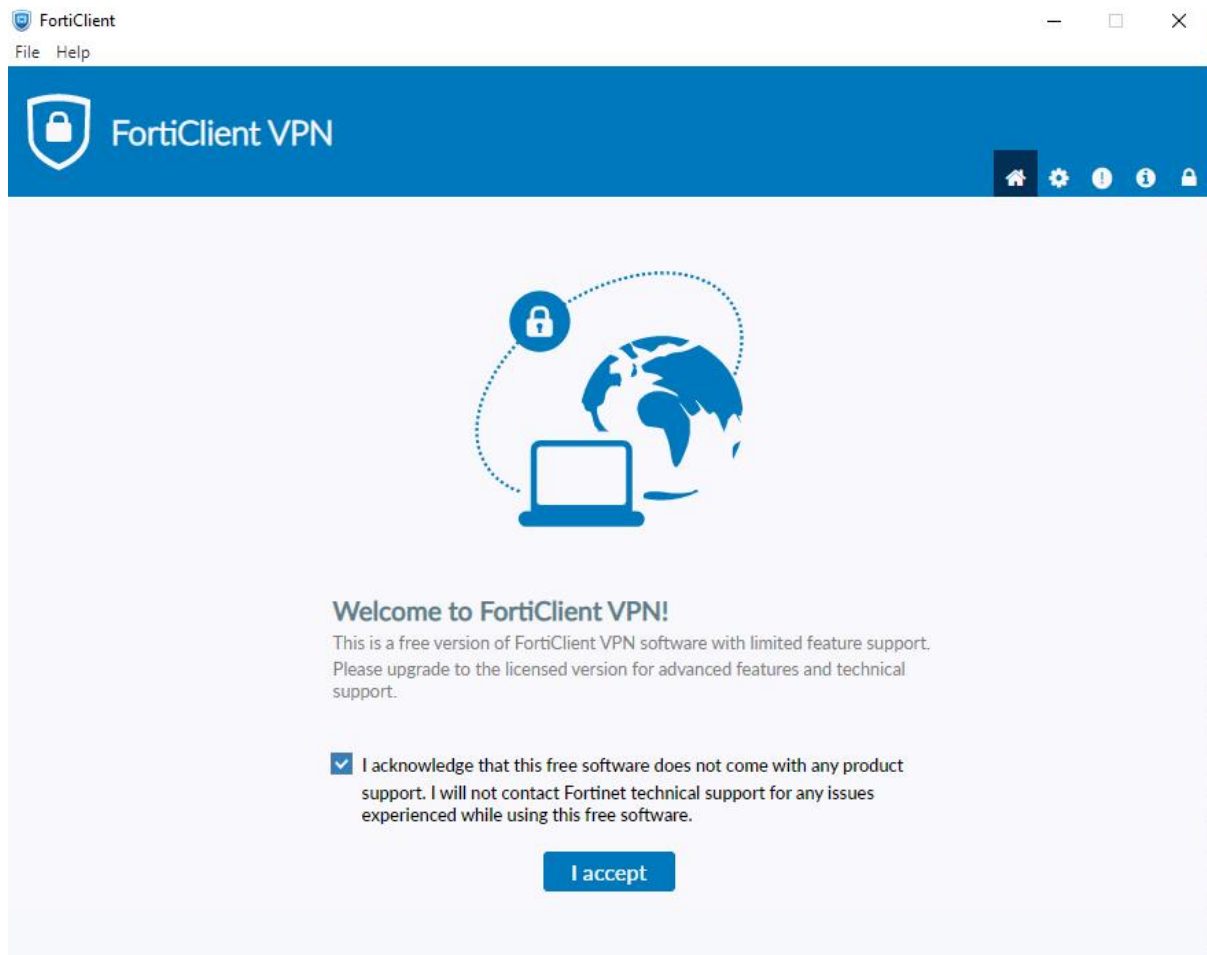 FortiClient
File Help
FortiClient VPN
Welcome to FortiClient VPN!
This is a free version of FortiClient VPN software with limited feature support.
Please upgrade to the licensed version for advanced features and technical
support.
I acknowledge that this free software does not come with any product
support. I will not contact Fortinet technical support for any issues
experienced while using this free software.
I accept